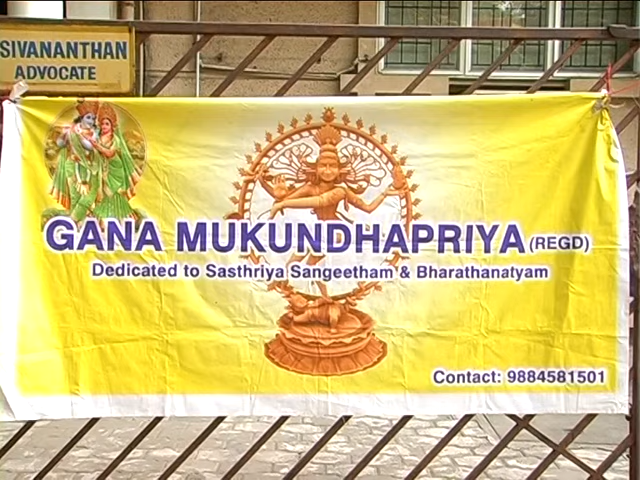 SIVANANTHAN
ADVOCATE
GANA MUKUNDHAPRIYA (REGD)
Dedicated to Sasthriya Sangeetham & Bharathanatyam
Contact: 9884581501